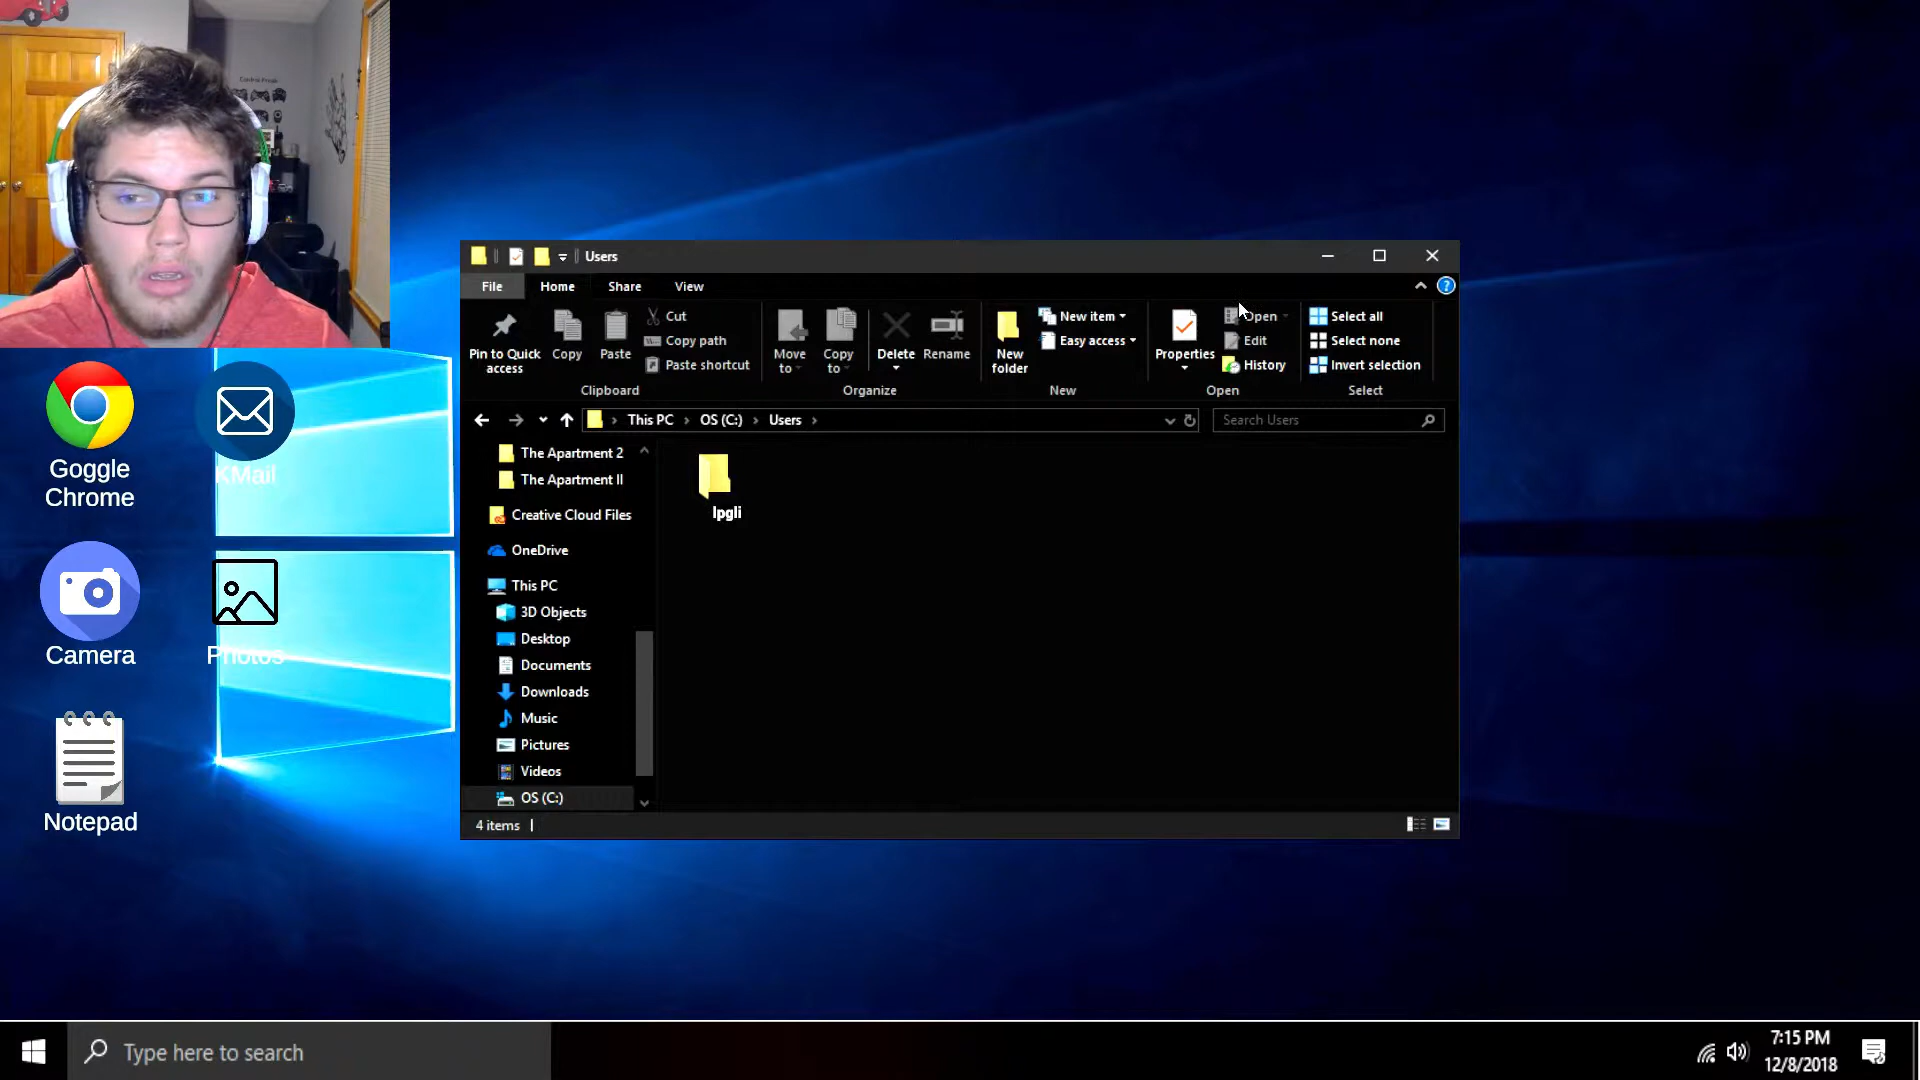 Control Freak
Users
File Home Share View
Pin to Quick access
Copy
Paste
Cut
Copy path
Paste shortcut
Clipboard
Move to
Copy to
Delete
Rename
Organize
New folder
New item
Easy access
New
Properties
Open
Edit
History
Open
Select all
Select none
Invert selection
Select
This PC > OS (C:) > Users >
Search Users
The Apartment 2
The Apartment II
Creative Cloud Files
OneDrive
This PC
3D Objects
Desktop
Documents
Downloads
Music
Pictures
Videos
OS (C:)
lpgli
4 items
Goggle Chrome
KMail
Camera
Photos
Notepad
Type here to search
7:15 PM
12/8/2018